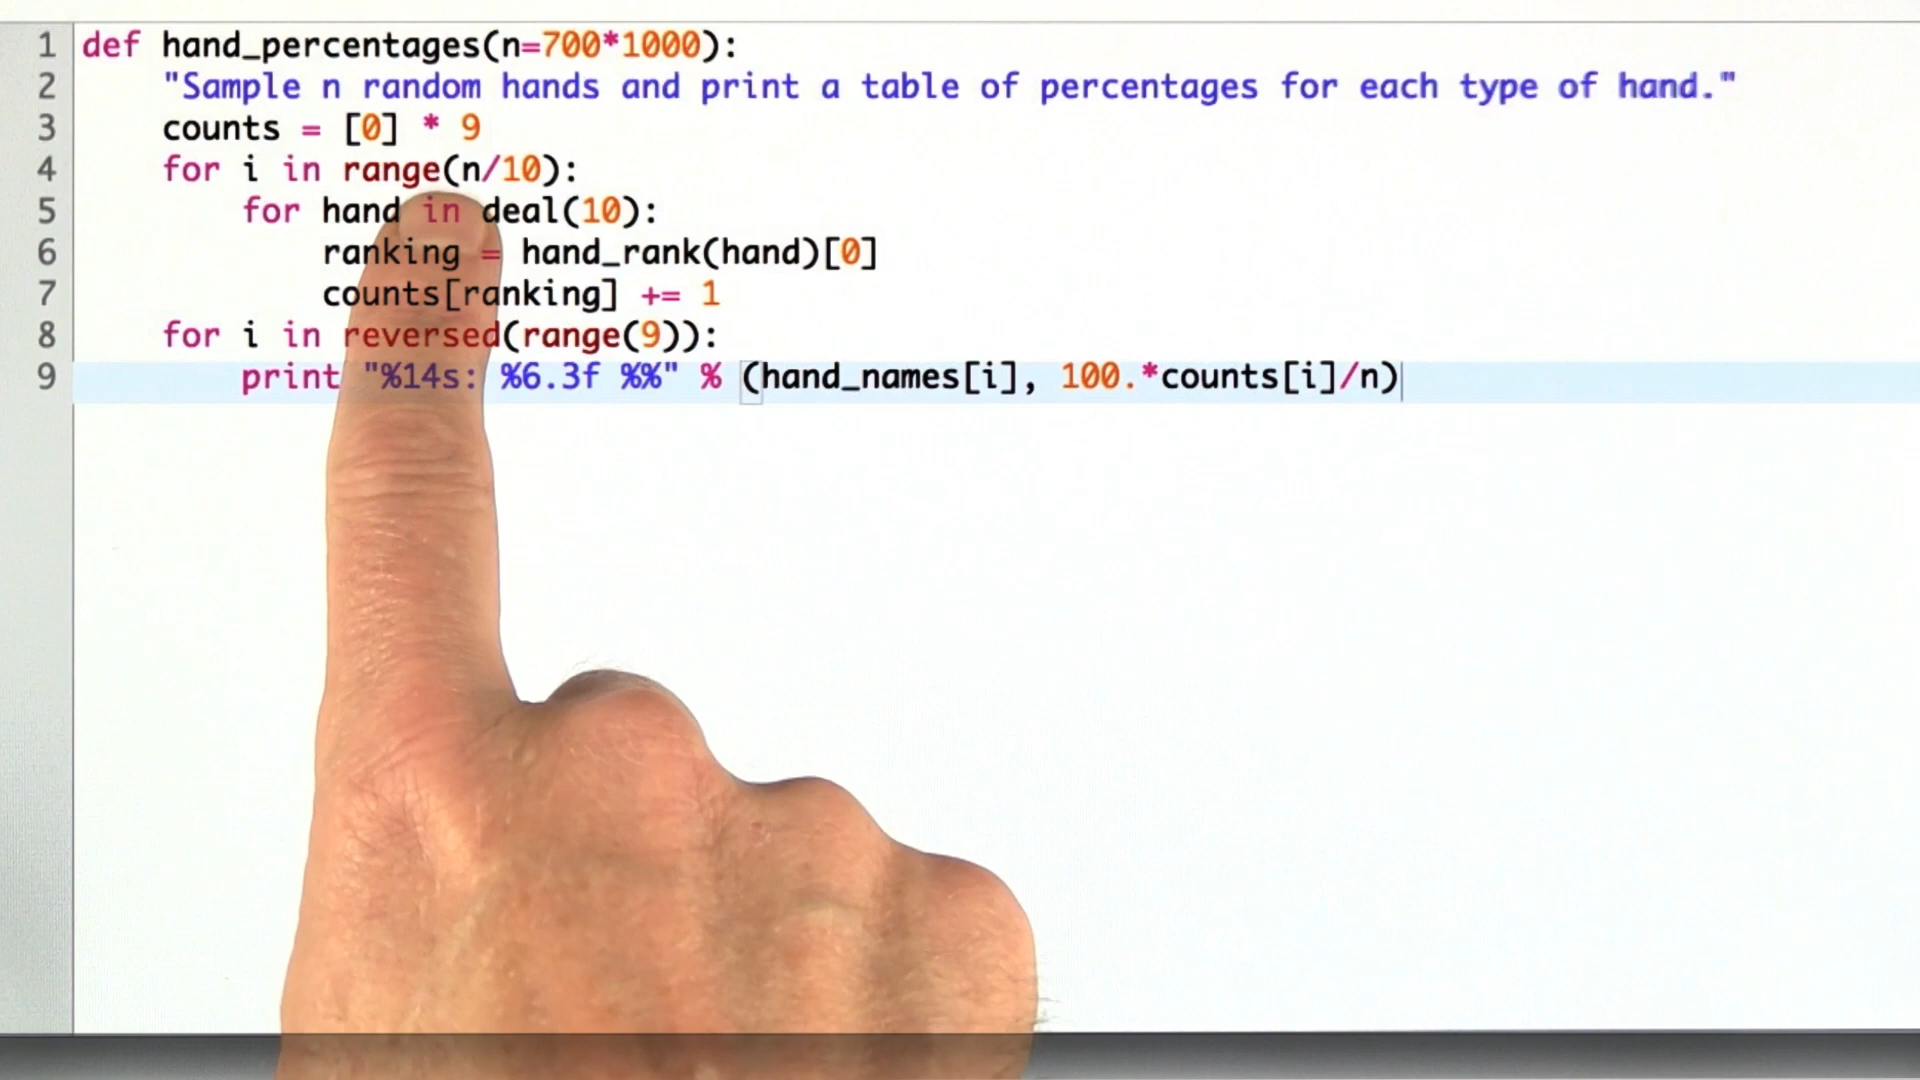 1 def hand_percentages(n=700*1000):
2     "Sample n random hands and print a table of percentages for each type of hand."
3     counts = [0] * 9
4     for i in range(n/10):
5         for hand in deal(10):
6             ranking = hand_rank(hand)[0]
7             counts[ranking] += 1
8     for i in reversed(range(9)):
9         print "%14s: %6.3f %%" % (hand_names[i], 100.*counts[i]/n)